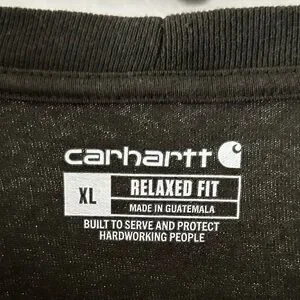 carhartt
XL RELAXED FIT
MADE IN GUATEMALA
BUILT TO SERVE AND PROTECT
HARDWORKING PEOPLE